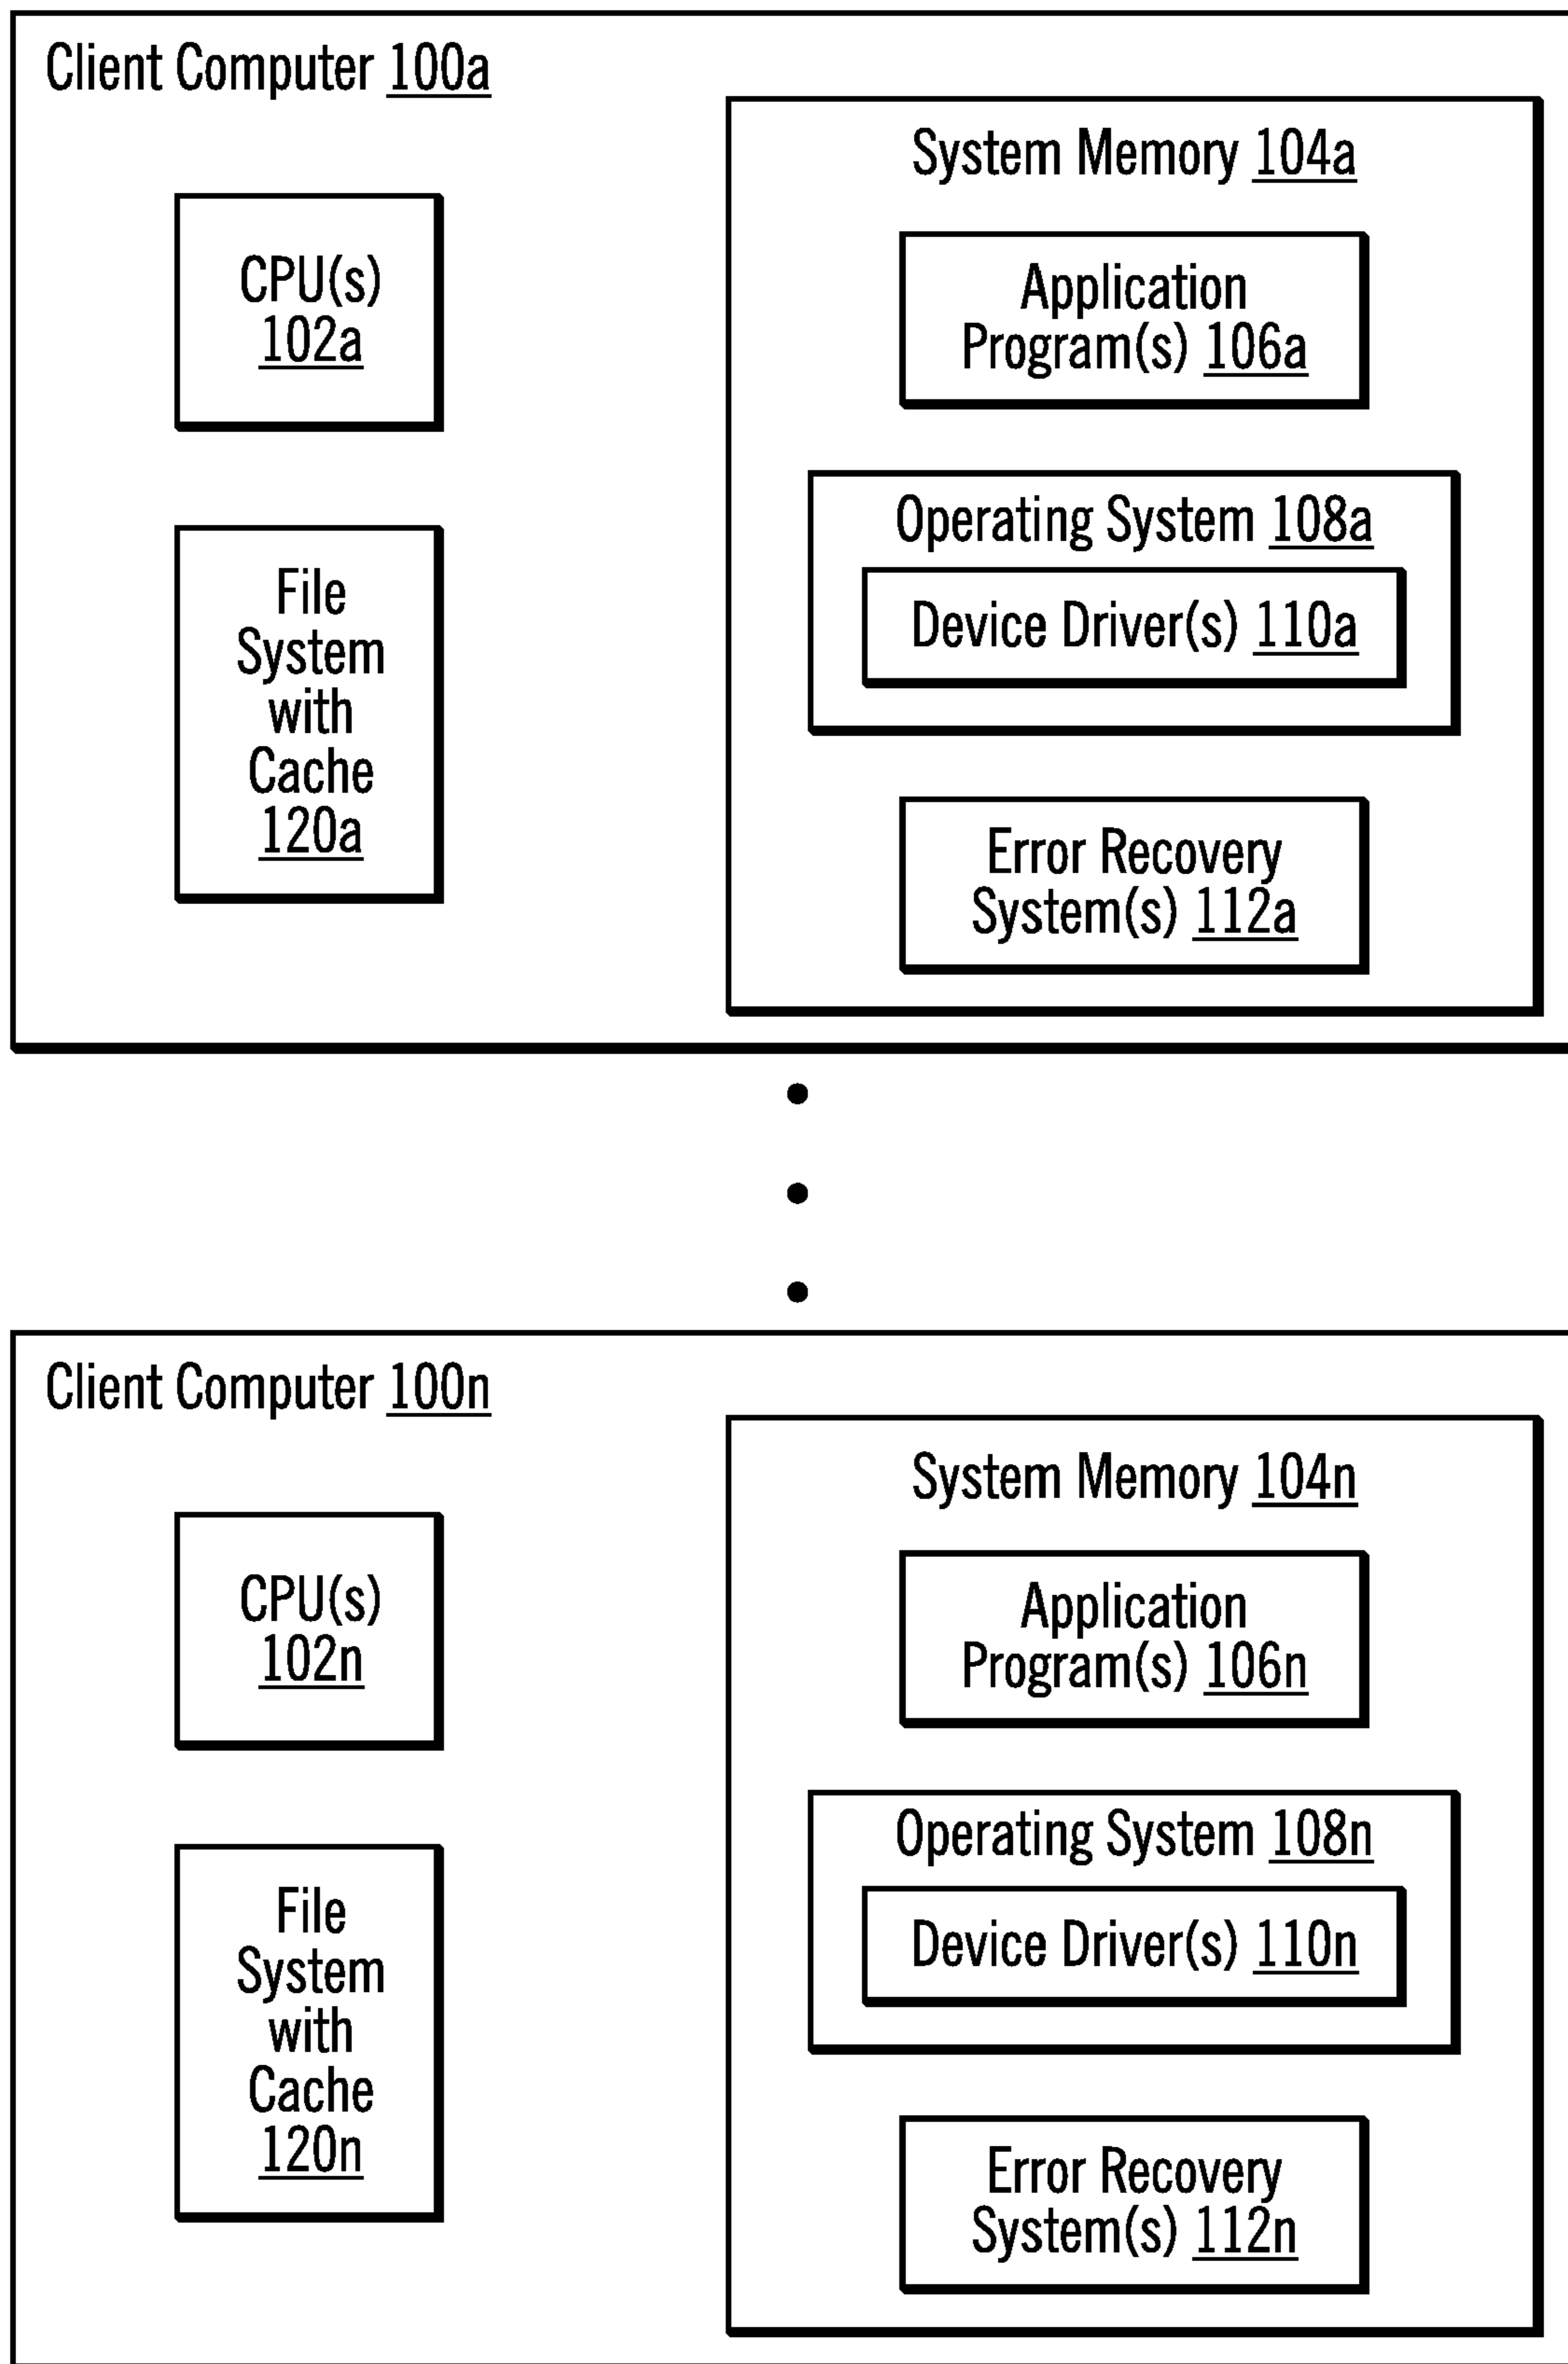 Client Computer 100a
CPU(s)
102a
File
System
with
Cache
120a
System Memory 104a
Application
Program(s) 106a
Operating System 108a
Device Driver(s) 110a
Error Recovery
System(s) 112a
Client Computer 100n
CPU(s)
102n
File
System
with
Cache
120n
System Memory 104n
Application
Program(s) 106n
Operating System 108n
Device Driver(s) 110n
Error Recovery
System(s) 112n